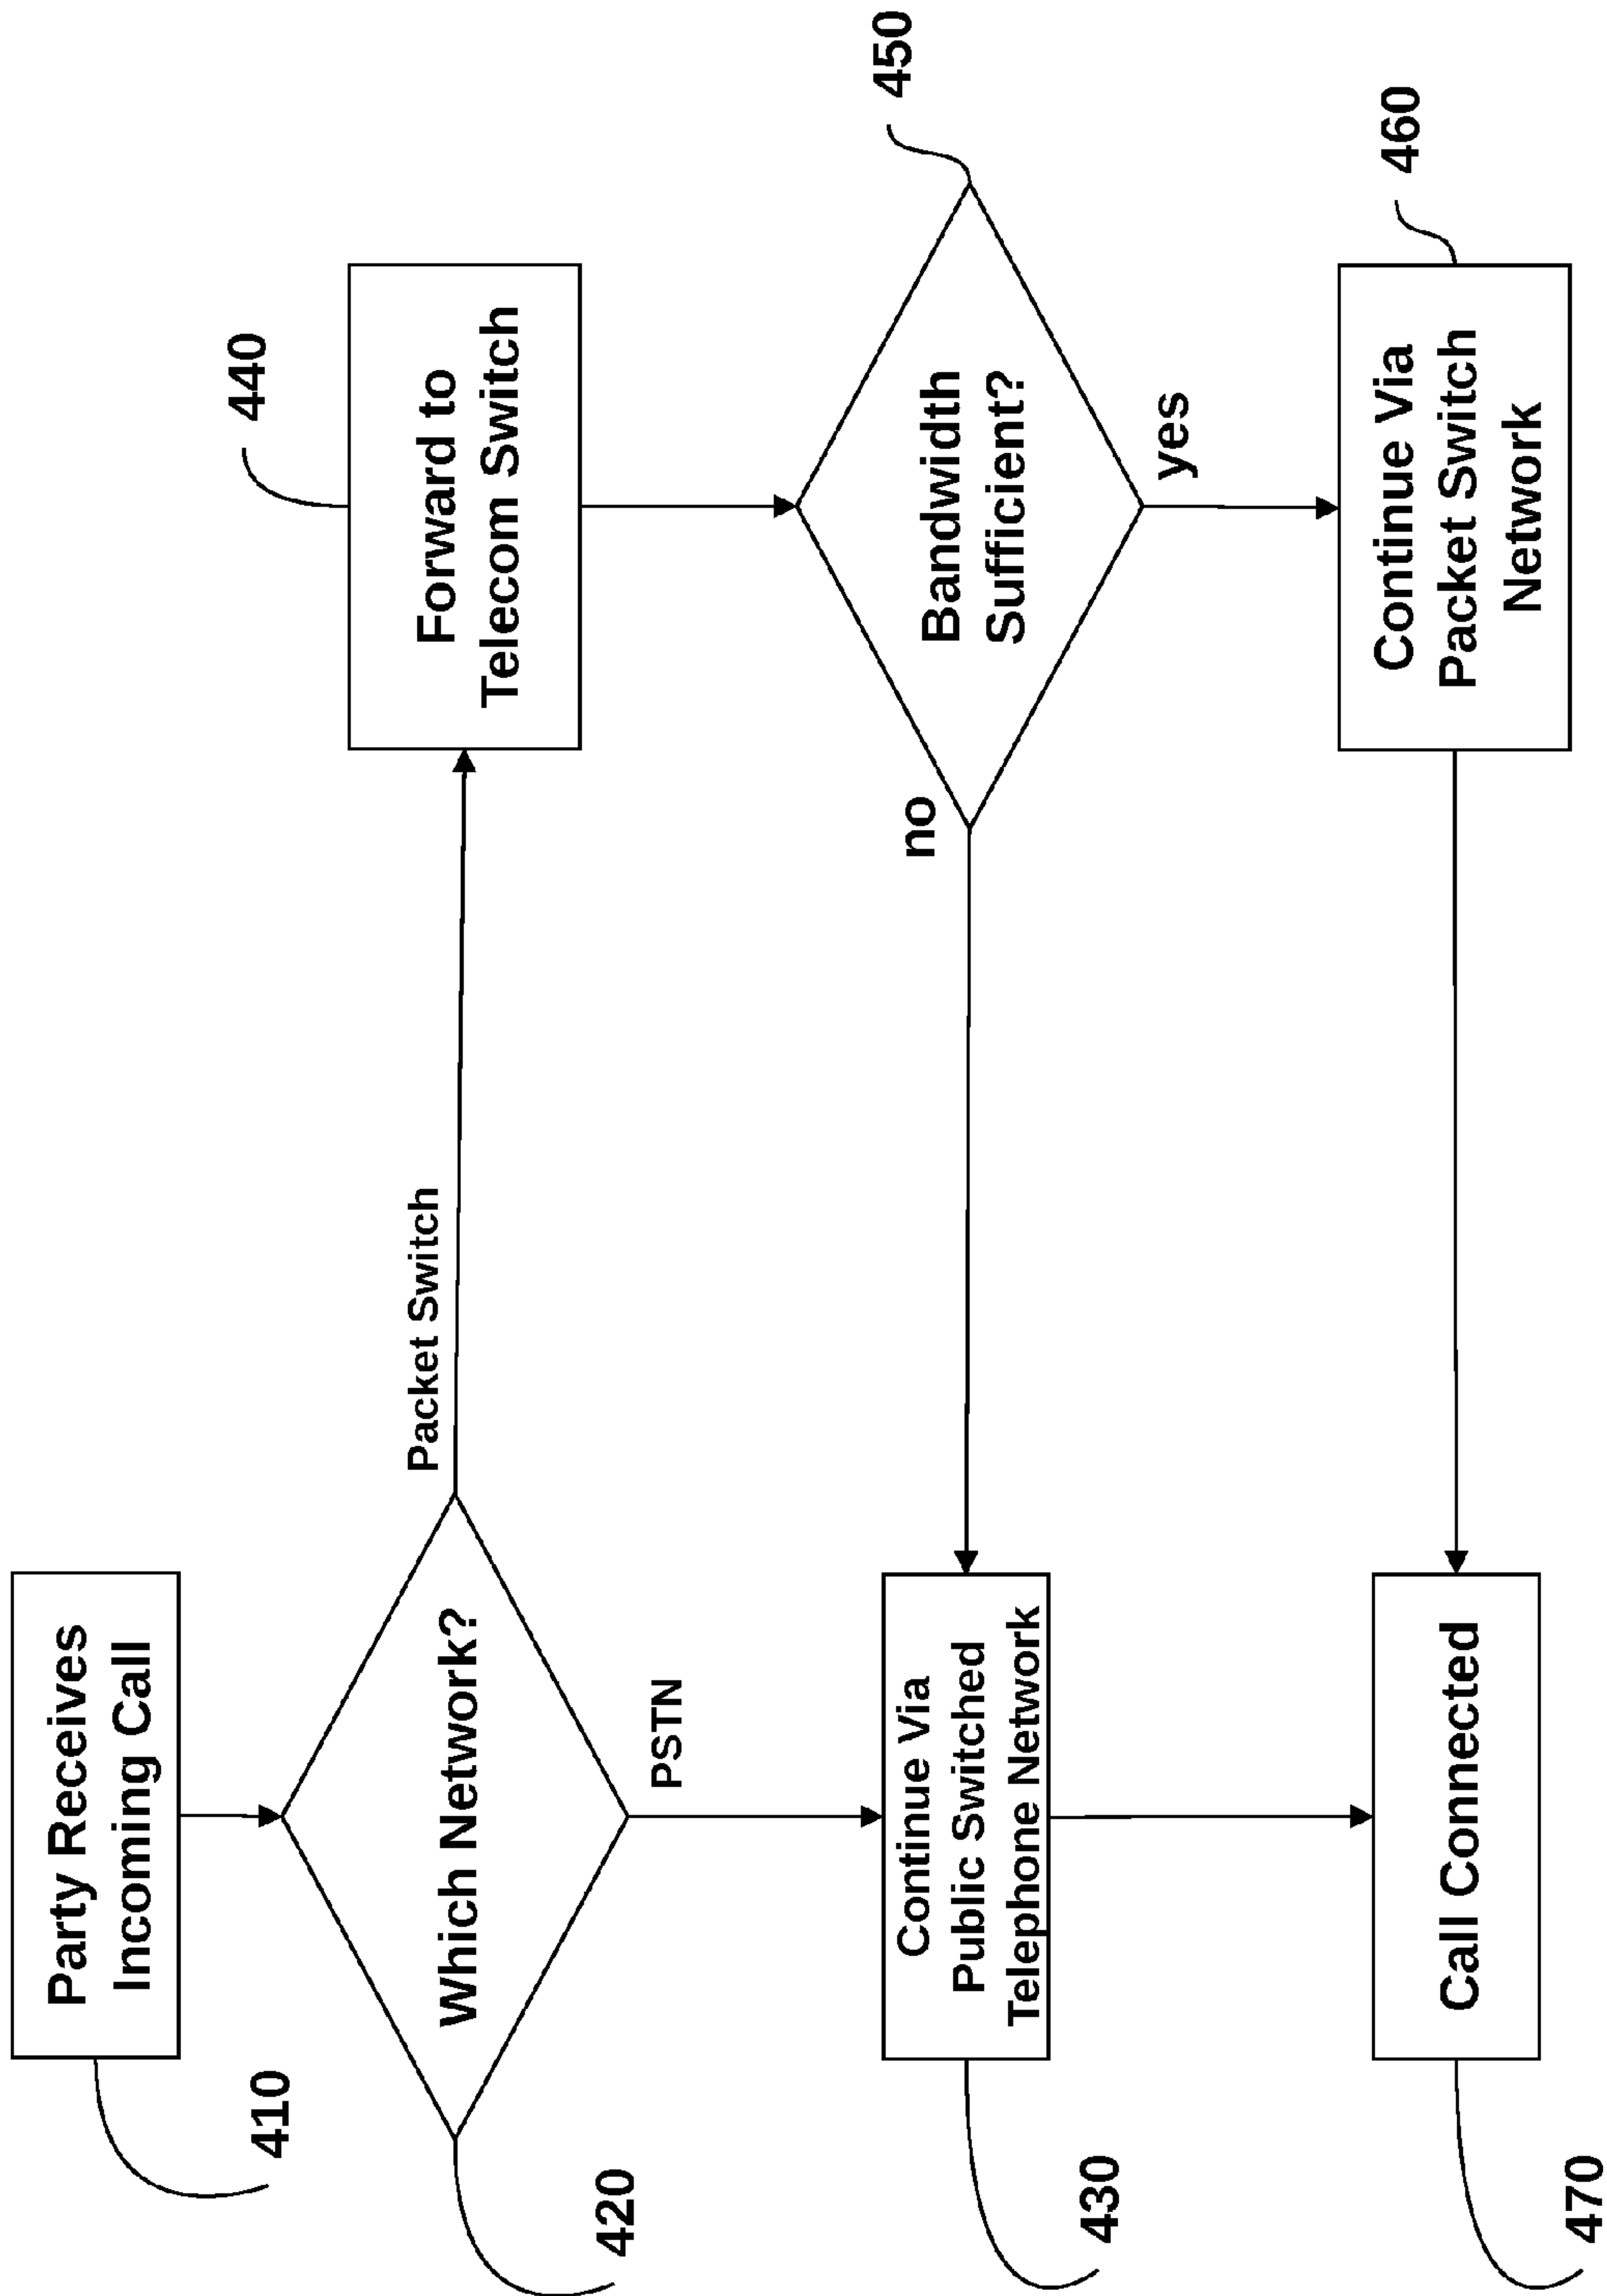 Party Receives
Incoming Call
410
Which Network?
420
Packet Switch
PSTN
Forward to
Telecom Switch
440
Bandwidth
Sufficient?
450
no
yes
Continue Via
Public Switched
Telephone Network
430
Continue Via
Packet Switch
Network
460
Call Connected
470